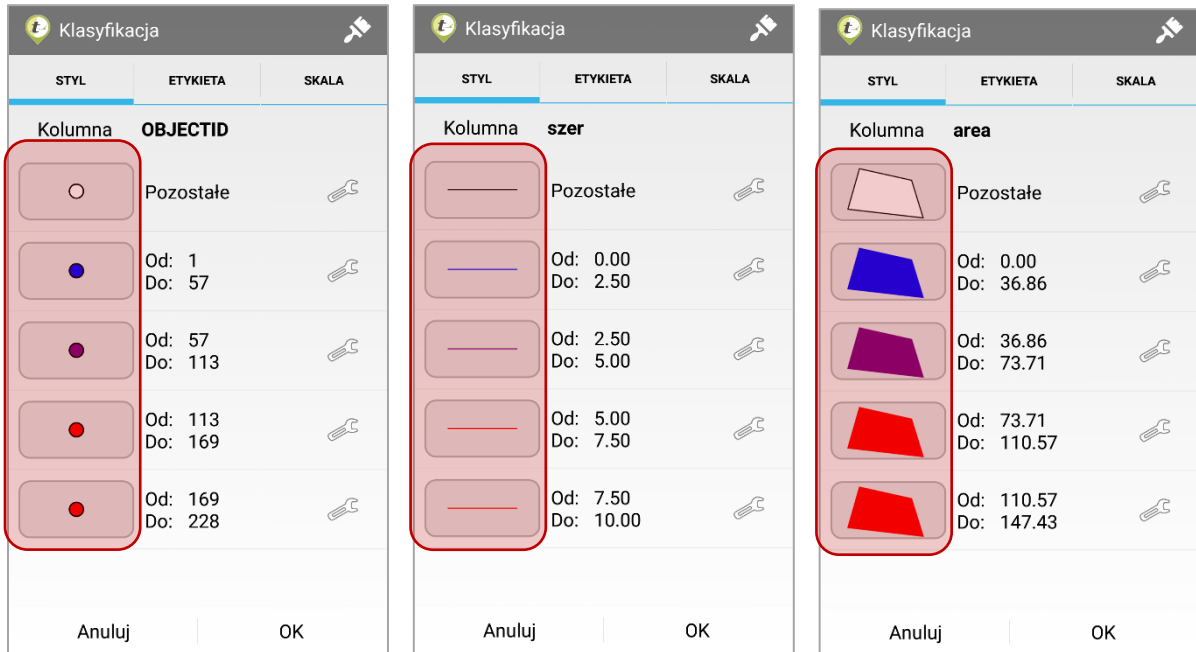 t
Klasyfikacja
STYL ETYKIETA SKALA
Kolumna OBJECTID
Pozostałe
Od: 1
Do: 57
Od: 57
Do: 113
Od: 113
Do: 169
Od: 169
Do: 228
Anuluj OK
t
Klasyfikacja
STYL ETYKIETA SKALA
Kolumna szer
Pozostałe
Od: 0.00
Do: 2.50
Od: 2.50
Do: 5.00
Od: 5.00
Do: 7.50
Od: 7.50
Do: 10.00
Anuluj OK
t
Klasyfikacja
STYL ETYKIETA SKALA
Kolumna area
Pozostałe
Od: 0.00
Do: 36.86
Od: 36.86
Do: 73.71
Od: 73.71
Do: 110.57
Od: 110.57
Do: 147.43
Anuluj OK